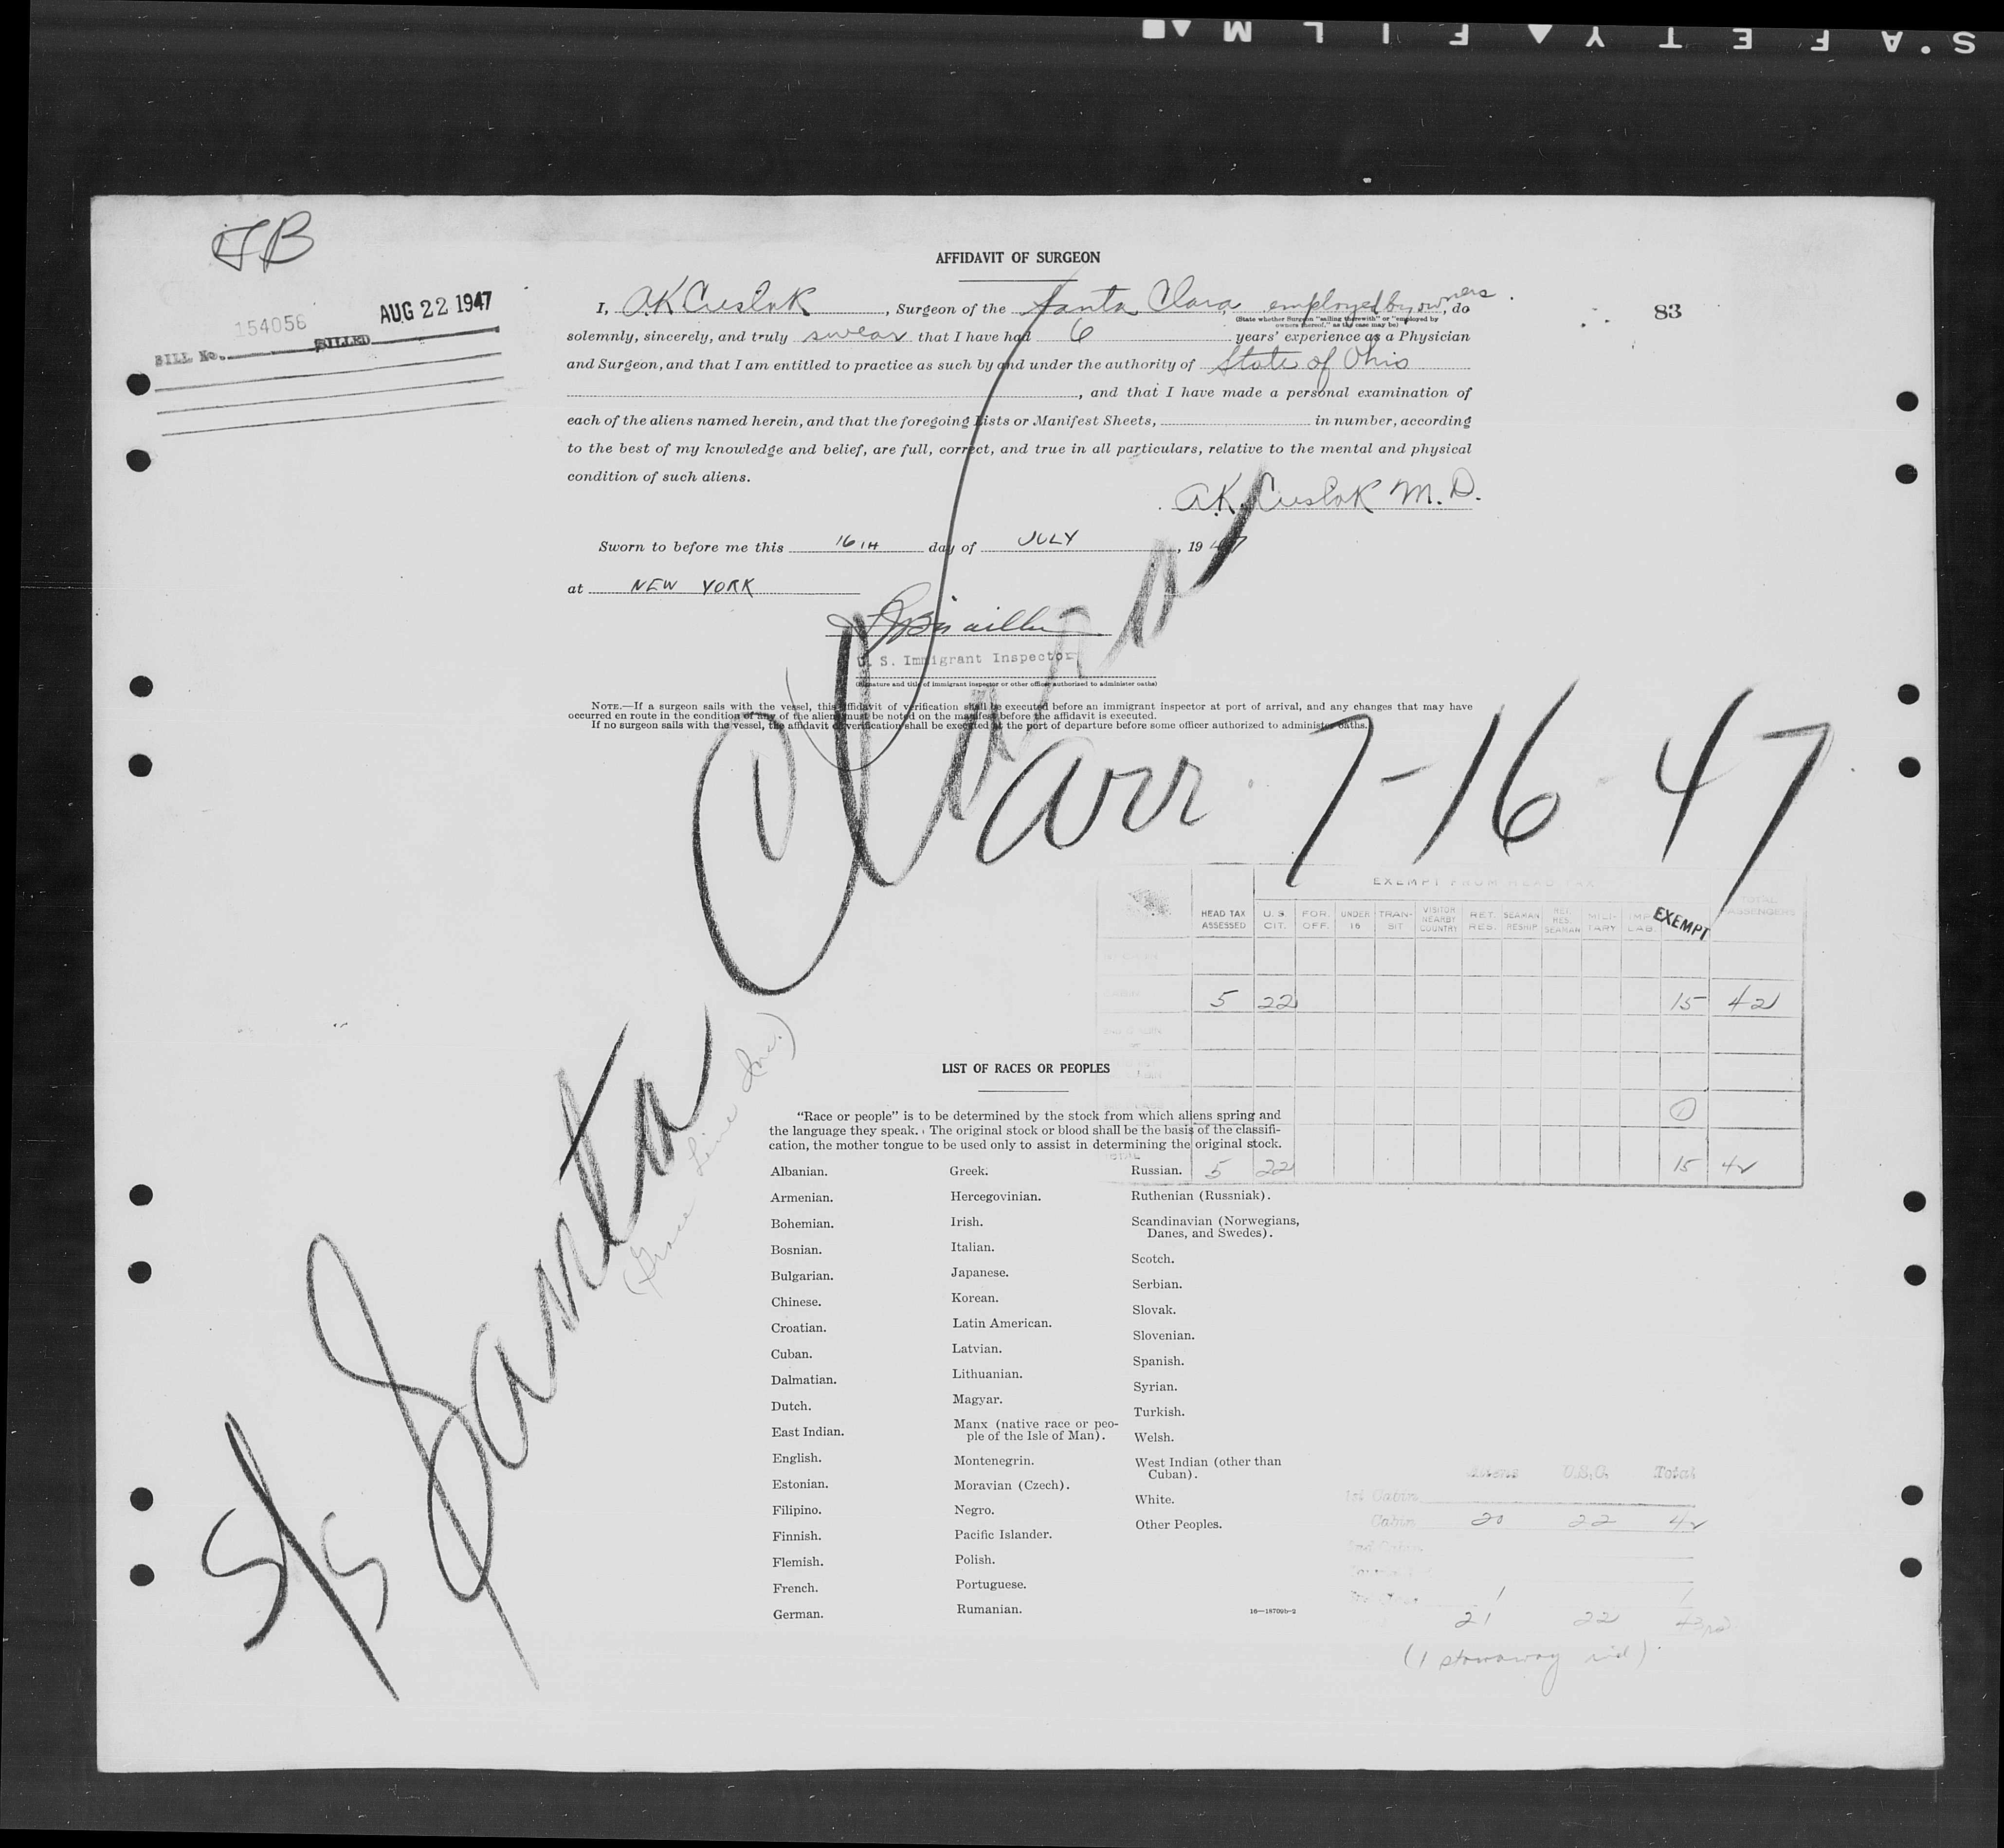 S·AFETY▲FILM▲■
JB
AFFIDAVIT OF SURGEON
83
154056 AUG 22 1947
BILL No. BILLED
I, A K Cieslak, Surgeon of the Santa Clara, employed by owners, do
(State whether Surgeon "sailing therewith" or "employed by
owners thereof," as the case may be)
solemnly, sincerely, and truly swear that I have had 6 years' experience as a Physician
and Surgeon, and that I am entitled to practice as such by and under the authority of State of Ohio
, and that I have made a personal examination of
each of the aliens named herein, and that the foregoing Lists or Manifest Sheets, in number, according
to the best of my knowledge and belief, are full, correct, and true in all particulars, relative to the mental and physical
condition of such aliens.
A.K. Cieslak M.D.
Sworn to before me this 16TH day of JULY, 1947
at NEW YORK
U. S. Immigrant Inspector
(Signature and title of immigrant inspector or other officer authorized to administer oaths)
NOTE.—If a surgeon sails with the vessel, this affidavit of verification shall be executed before an immigrant inspector at port of arrival, and any changes that may have
occurred en route in the condition of any of the aliens must be noted on the manifest before the affidavit is executed.
If no surgeon sails with the vessel, the affidavit of verification shall be executed at the port of departure before some officer authorized to administer oaths.
S/S Santa Clara
(Grace Line Inc.)
Arr 7-16 47
EXEMPT FROM HEAD TAX
HEAD TAX ASSESSED U. S. CIT. FOR. OFF. UNDER 16 TRAN-SIT VISITOR NEARBY COUNTRY RET. RES. SEAMAN RESHIP RET. RES. SEAMAN MILI-TARY IMP. LAB. EXEMPT TOTAL PASSENGERS
5 22 15 42
1
TOTAL 5 22 15 42
LIST OF RACES OR PEOPLES
"Race or people" is to be determined by the stock from which aliens spring and
the language they speak. The original stock or blood shall be the basis of the classifi-
cation, the mother tongue to be used only to assist in determining the original stock.
Albanian.
Armenian.
Bohemian.
Bosnian.
Bulgarian.
Chinese.
Croatian.
Cuban.
Dalmatian.
Dutch.
East Indian.
English.
Estonian.
Filipino.
Finnish.
Flemish.
French.
German.
Greek.
Hercegovinian.
Irish.
Italian.
Japanese.
Korean.
Latin American.
Latvian.
Lithuanian.
Magyar.
Manx (native race or peo-
ple of the Isle of Man).
Montenegrin.
Moravian (Czech).
Negro.
Pacific Islander.
Polish.
Portuguese.
Rumanian.
Russian.
Ruthenian (Russniak).
Scandinavian (Norwegians,
Danes, and Swedes).
Scotch.
Serbian.
Slovak.
Slovenian.
Spanish.
Syrian.
Turkish.
Welsh.
West Indian (other than
Cuban).
White.
Other Peoples.
16—18709b-2
Aliens U.S.C. Total
1st Cabin
Cabin 20 22 42
2nd Cabin
1 1
21 22 43
(1 stowaway